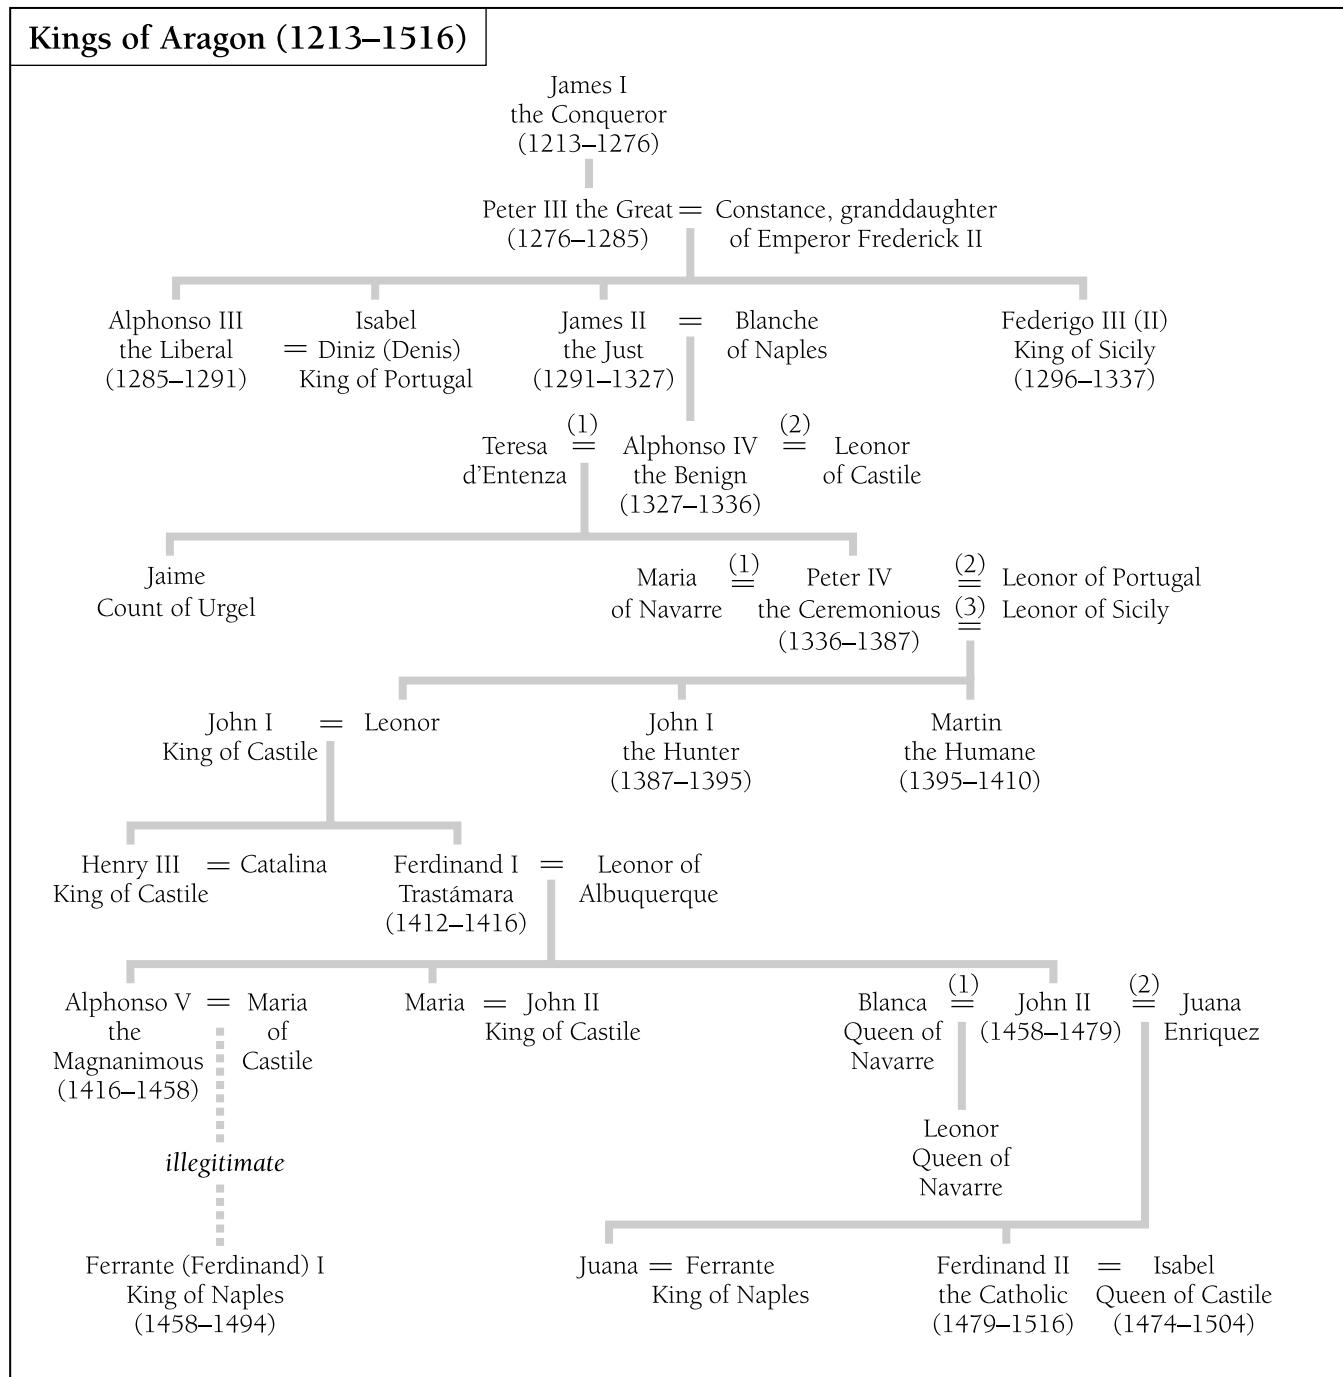 Kings of Aragon (1213–1516)
James I
the Conqueror
(1213–1276)
Peter III the Great = Constance, granddaughter
(1276–1285) of Emperor Frederick II
Alphonso III
the Liberal
(1285–1291)
Isabel
= Diniz (Denis)
King of Portugal
James II
the Just
(1291–1327)
=
Blanche
of Naples
Federigo III (II)
King of Sicily
(1296–1337)
Teresa
d'Entenza
(1)
=
Alphonso IV
the Benign
(1327–1336)
(2)
=
Leonor
of Castile
Jaime
Count of Urgel
Maria
of Navarre
(1)
=
Peter IV
the Ceremonious
(1336–1387)
(2)
= Leonor of Portugal
(3)
= Leonor of Sicily
John I
King of Castile
=
Leonor
John I
the Hunter
(1387–1395)
Martin
the Humane
(1395–1410)
Henry III
King of Castile
= Catalina
Ferdinand I
Trastámara
(1412–1416)
=
Leonor of
Albuquerque
Alphonso V
the
Magnanimous
(1416–1458)
=
Maria
of
Castile
Maria = John II
King of Castile
Blanca
Queen of
Navarre
(1)
=
John II
(1458–1479)
(2)
=
Juana
Enriquez
illegitimate
Leonor
Queen of
Navarre
Ferrante (Ferdinand) I
King of Naples
(1458–1494)
Juana = Ferrante
King of Naples
Ferdinand II
the Catholic
(1479–1516)
=
Isabel
Queen of Castile
(1474–1504)